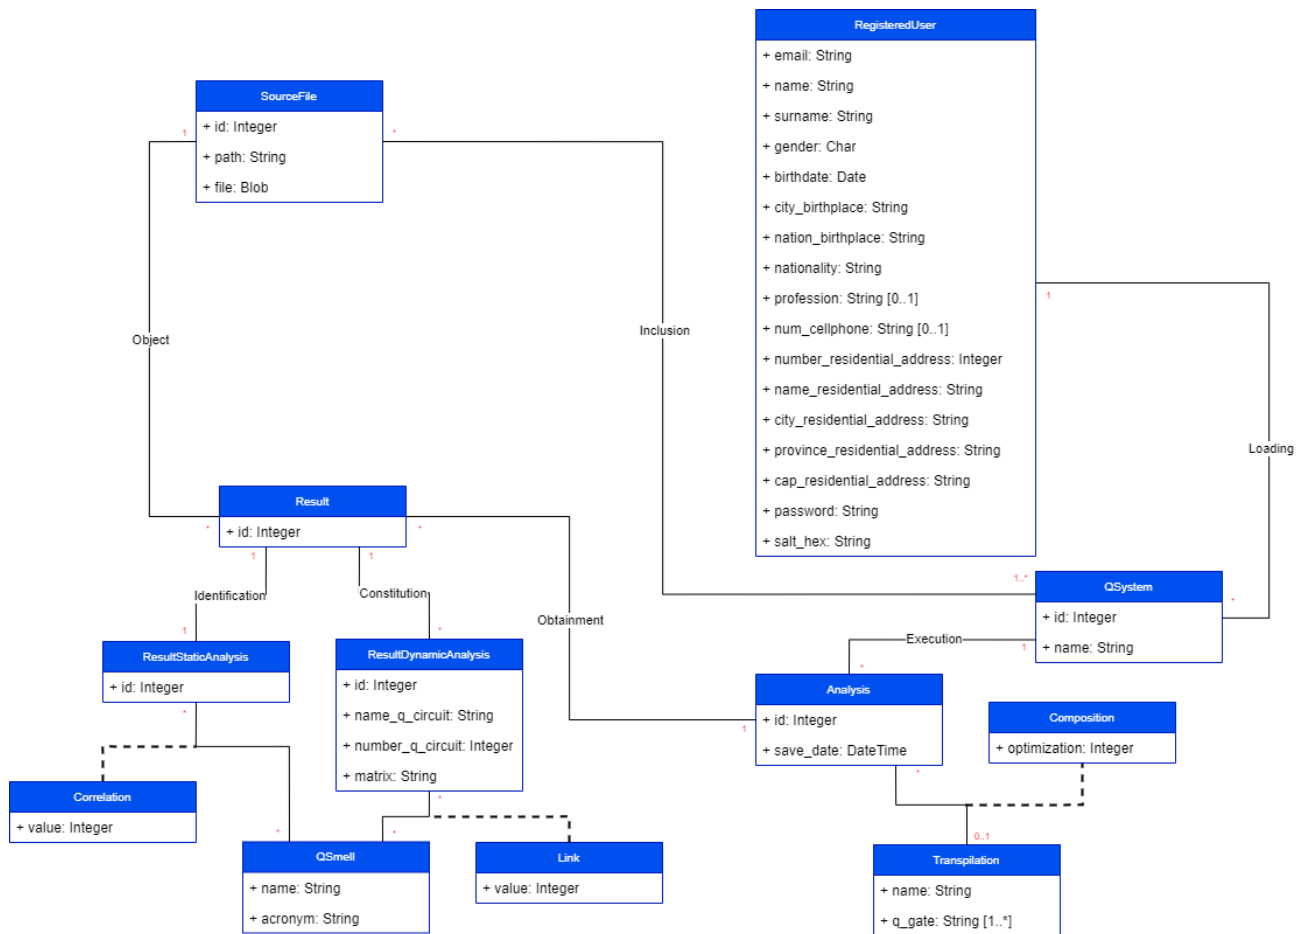 RegisteredUser
+ email: String
+ name: String
+ surname: String
+ gender: Char
+ birthdate: Date
+ city_birthplace: String
+ nation_birthplace: String
+ nationality: String
+ profession: String [0..1]
+ num_cellphone: String [0..1]
+ number_residential_address: Integer
+ name_residential_address: String
+ city_residential_address: String
+ province_residential_address: String
+ cap_residential_address: String
+ password: String
+ salt_hex: String
SourceFile
+ id: Integer
+ path: String
+ file: Blob
1
*
1
Object
Inclusion
Loading
Result
+ id: Integer
*
*
1
1
1..*
*
QSystem
+ id: Integer
+ name: String
Identification
Constitution
Obtainment
Execution
1
*
1
*
ResultStaticAnalysis
+ id: Integer
*
ResultDynamicAnalysis
+ id: Integer
+ name_q_circuit: String
+ number_q_circuit: Integer
+ matrix: String
*
Analysis
+ id: Integer
+ save_date: DateTime
1
*
Composition
+ optimization: Integer
Correlation
+ value: Integer
*
*
QSmell
+ name: String
+ acronym: String
Link
+ value: Integer
0..1
Transpilation
+ name: String
+ q_gate: String [1..*]